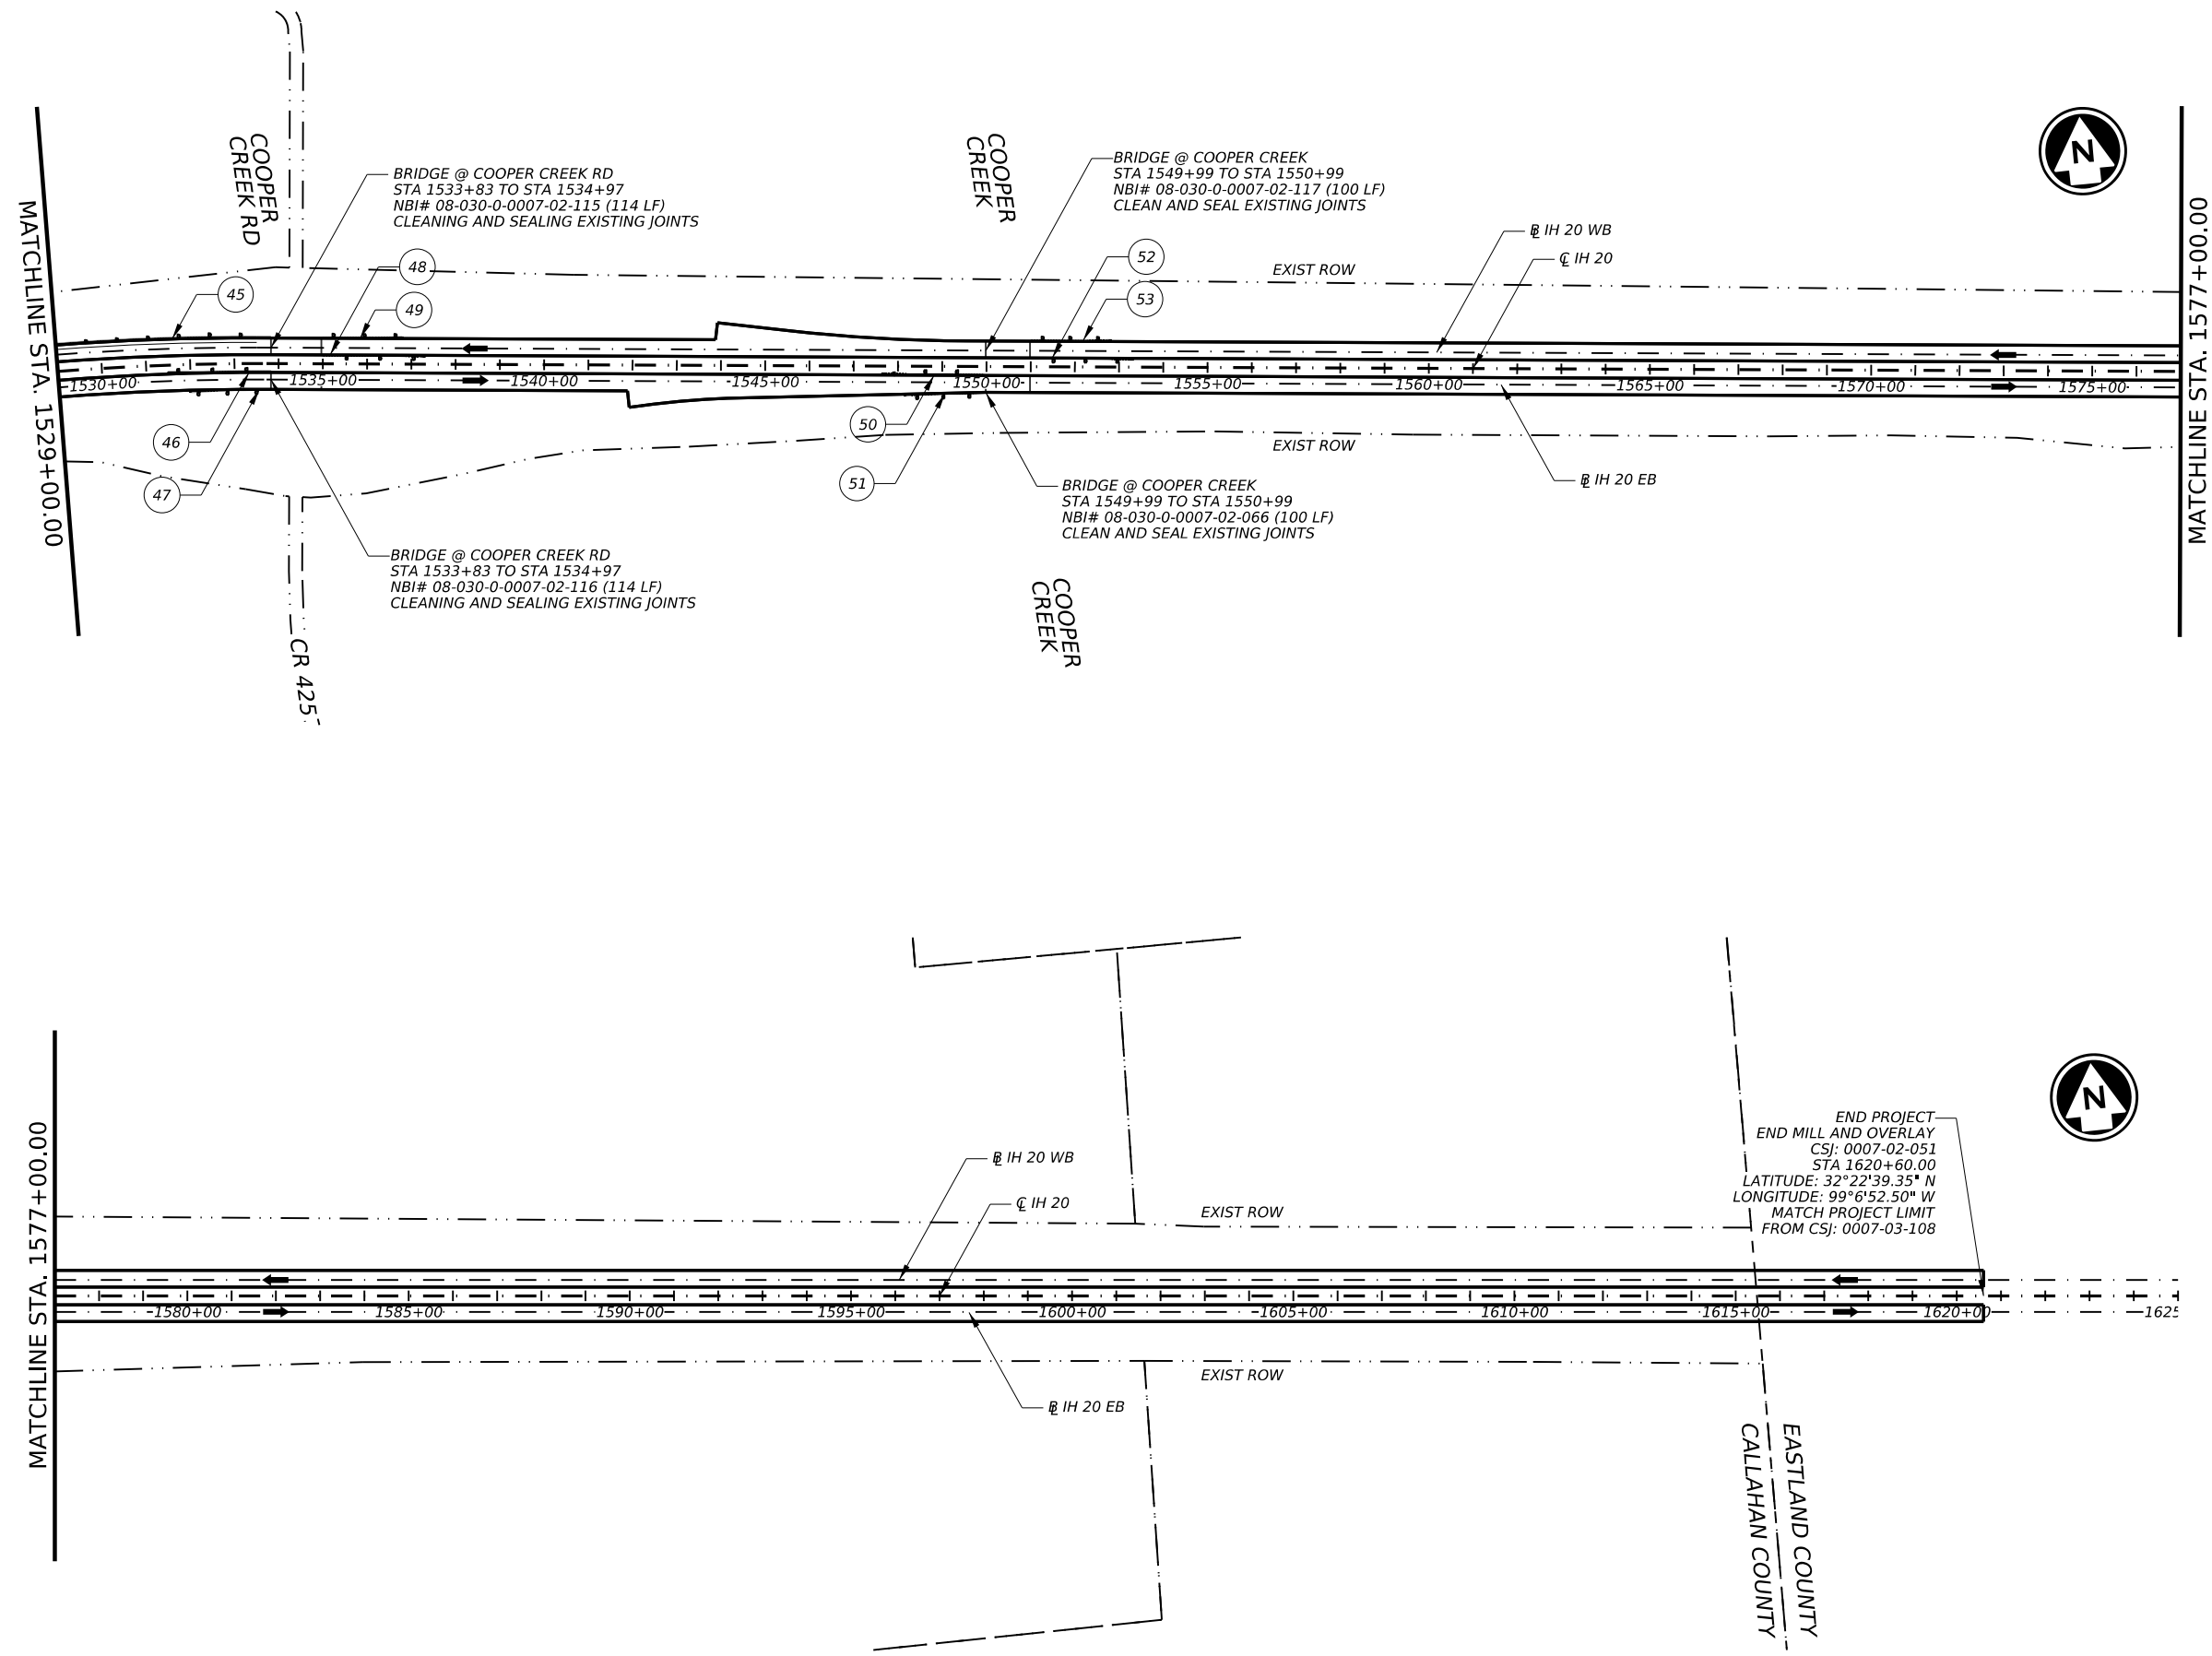 MATCHLINE STA. 1529+00.00
COOPER
CREEK RD
BRIDGE @ COOPER CREEK RD
STA 1533+83 TO STA 1534+97
NBI# 08-030-0-0007-02-115 (114 LF)
CLEANING AND SEALING EXISTING JOINTS
COOPER
CREEK
BRIDGE @ COOPER CREEK
STA 1549+99 TO STA 1550+99
NBI# 08-030-0-0007-02-117 (100 LF)
CLEAN AND SEAL EXISTING JOINTS
N
MATCHLINE STA. 1577+00.00
45
48
49
52
53
EXIST ROW
BL IH 20 WB
CL IH 20
1530+00
1535+00
1540+00
1545+00
1550+00
1555+00
1560+00
1565+00
1570+00
1575+00
46
47
50
51
EXIST ROW
BL IH 20 EB
BRIDGE @ COOPER CREEK
STA 1549+99 TO STA 1550+99
NBI# 08-030-0-0007-02-066 (100 LF)
CLEAN AND SEAL EXISTING JOINTS
BRIDGE @ COOPER CREEK RD
STA 1533+83 TO STA 1534+97
NBI# 08-030-0-0007-02-116 (114 LF)
CLEANING AND SEALING EXISTING JOINTS
COOPER
CREEK
CR 425
MATCHLINE STA. 1577+00.00
N
END PROJECT
END MILL AND OVERLAY
CSJ: 0007-02-051
STA 1620+60.00
LATITUDE: 32°22'39.35" N
LONGITUDE: 99°6'52.50" W
MATCH PROJECT LIMIT
FROM CSJ: 0007-03-108
BL IH 20 WB
CL IH 20
EXIST ROW
1580+00
1585+00
1590+00
1595+00
1600+00
1605+00
1610+00
1615+00
1620+00
1625
EXIST ROW
BL IH 20 EB
EASTLAND COUNTY
CALLAHAN COUNTY